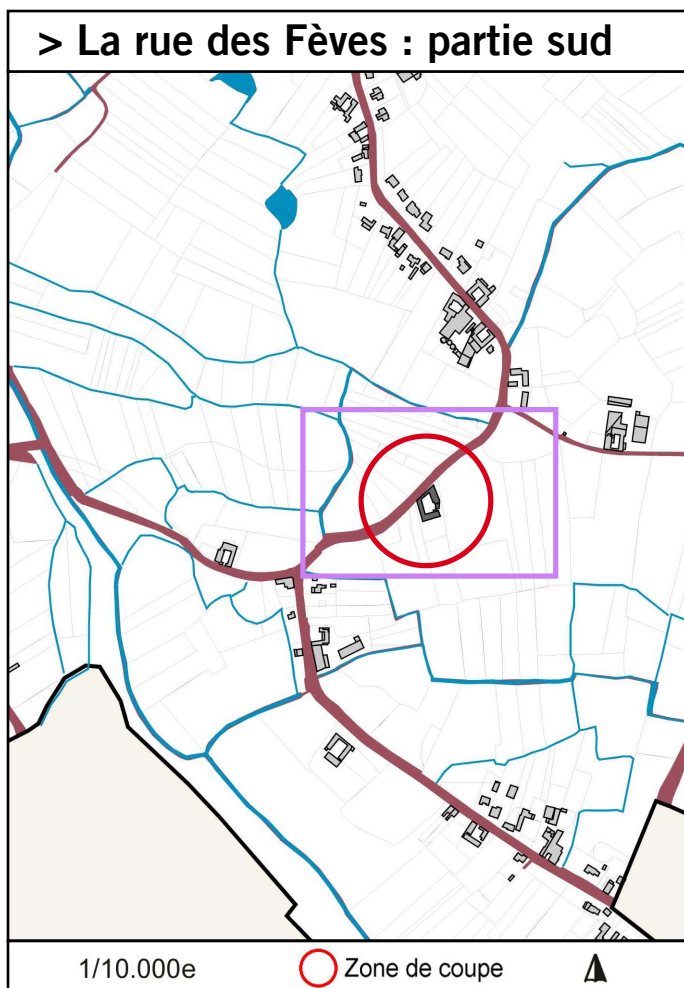 > La rue des Fèves : partie sud
1/10.000e Zone de coupe